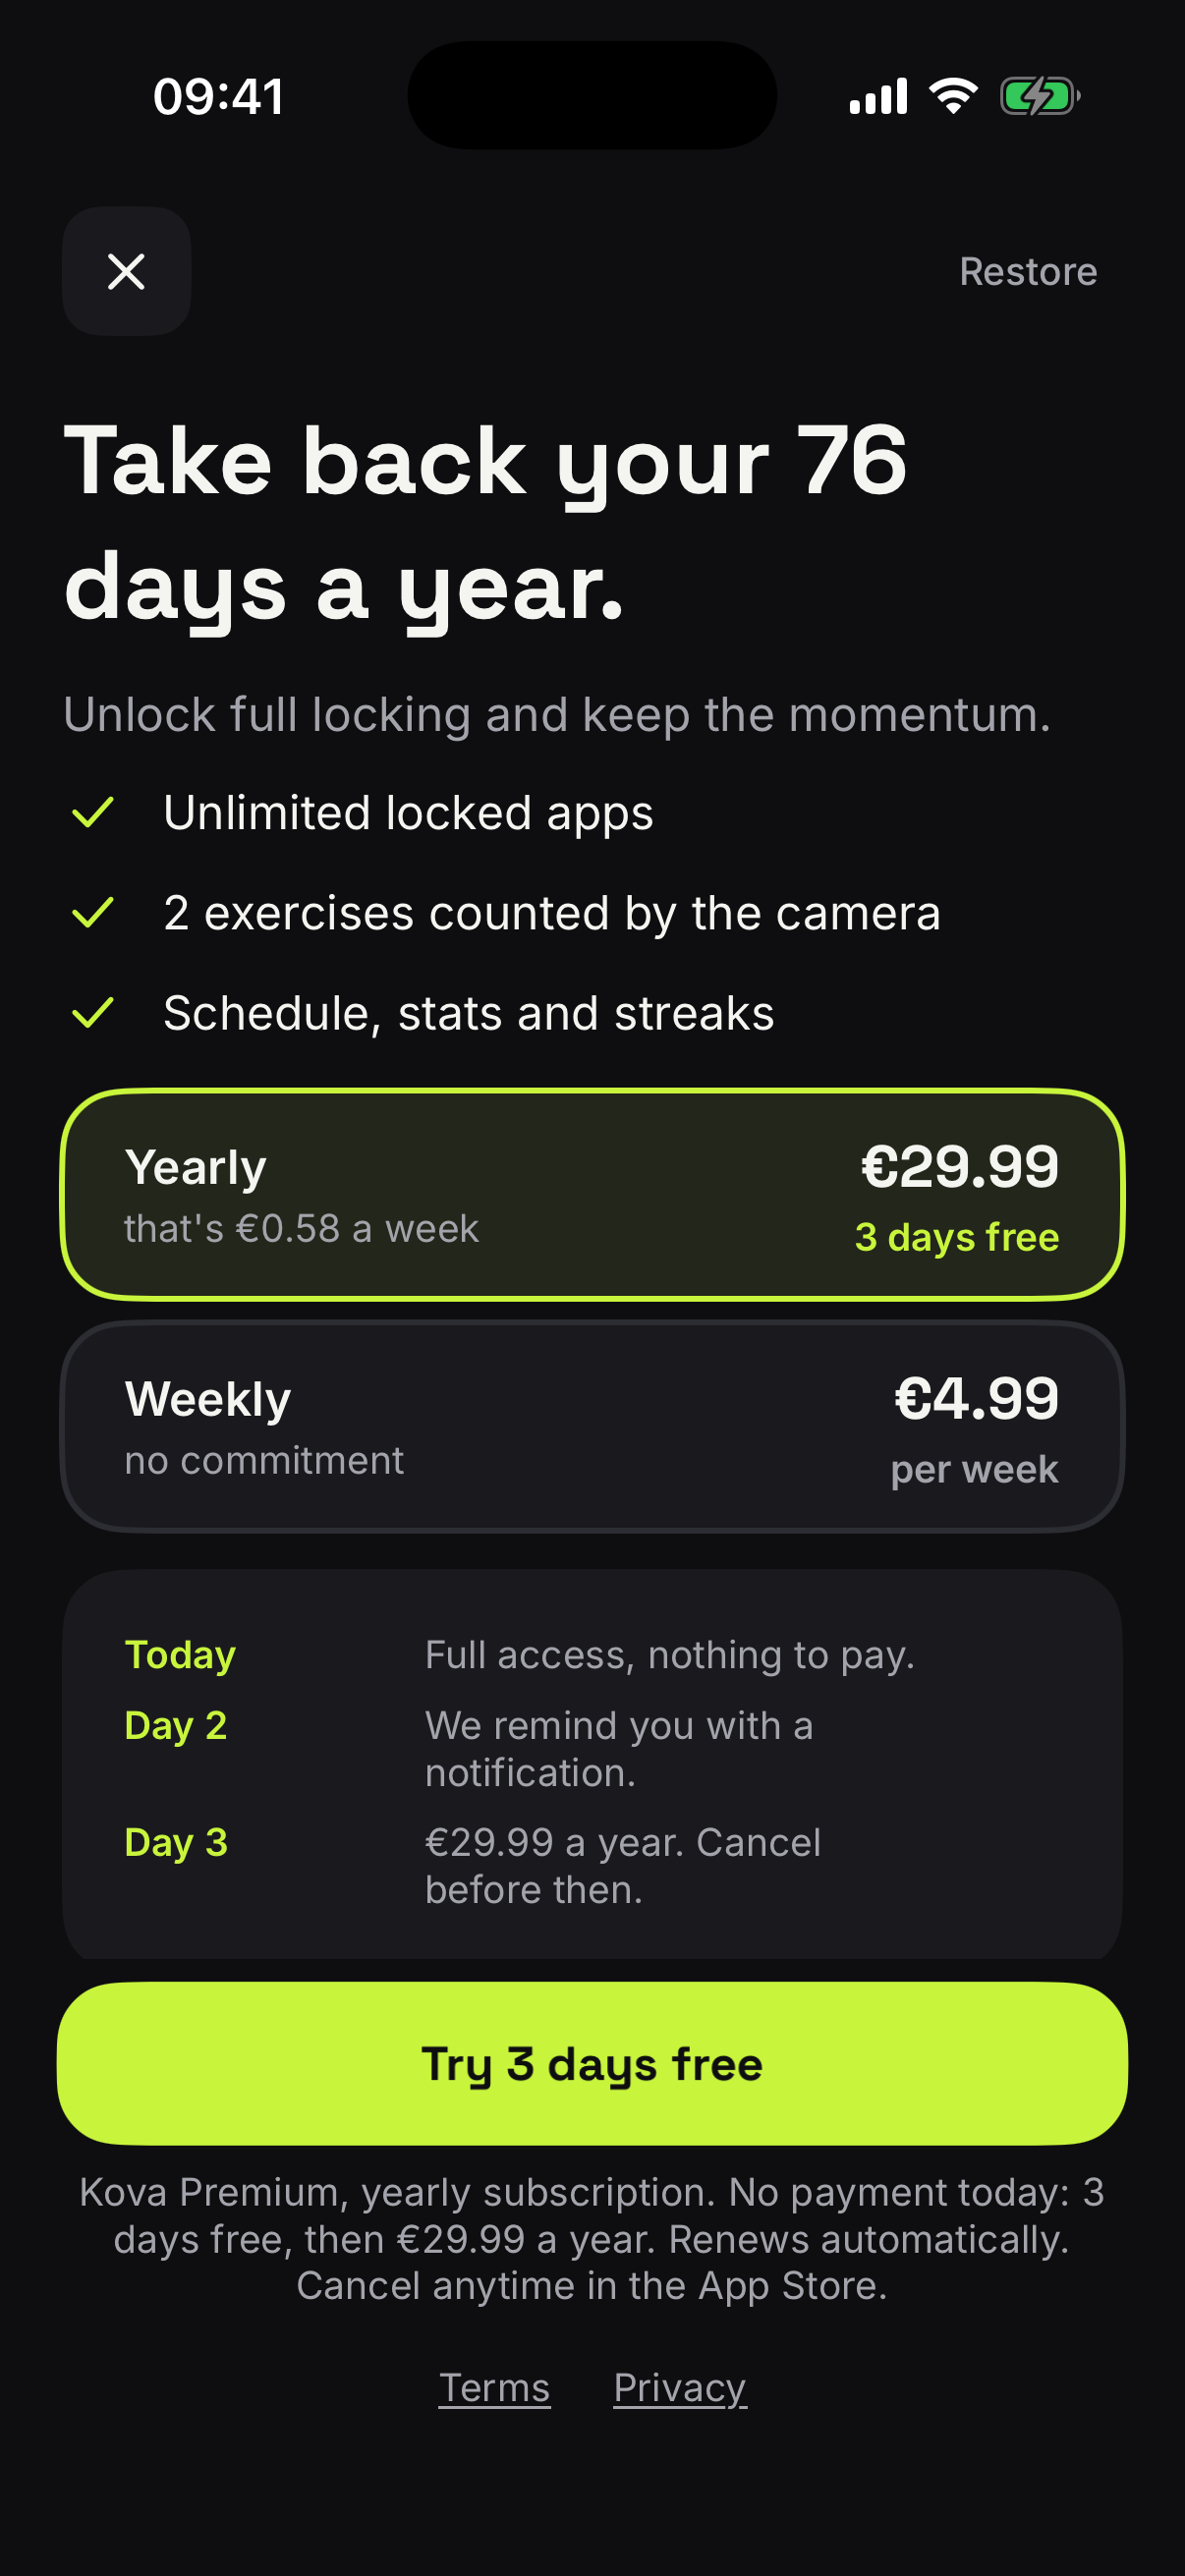 09:41
Restore
Take back your 76
days a year.
Unlock full locking and keep the momentum.
Unlimited locked apps
2 exercises counted by the camera
Schedule, stats and streaks
Yearly
€29.99
that's €0.58 a week
3 days free
Weekly
€4.99
no commitment
per week
Today
Full access, nothing to pay.
Day 2
We remind you with a
notification.
Day 3
€29.99 a year. Cancel
before then.
Try 3 days free
Kova Premium, yearly subscription. No payment today: 3
days free, then €29.99 a year. Renews automatically.
Cancel anytime in the App Store.
Terms Privacy